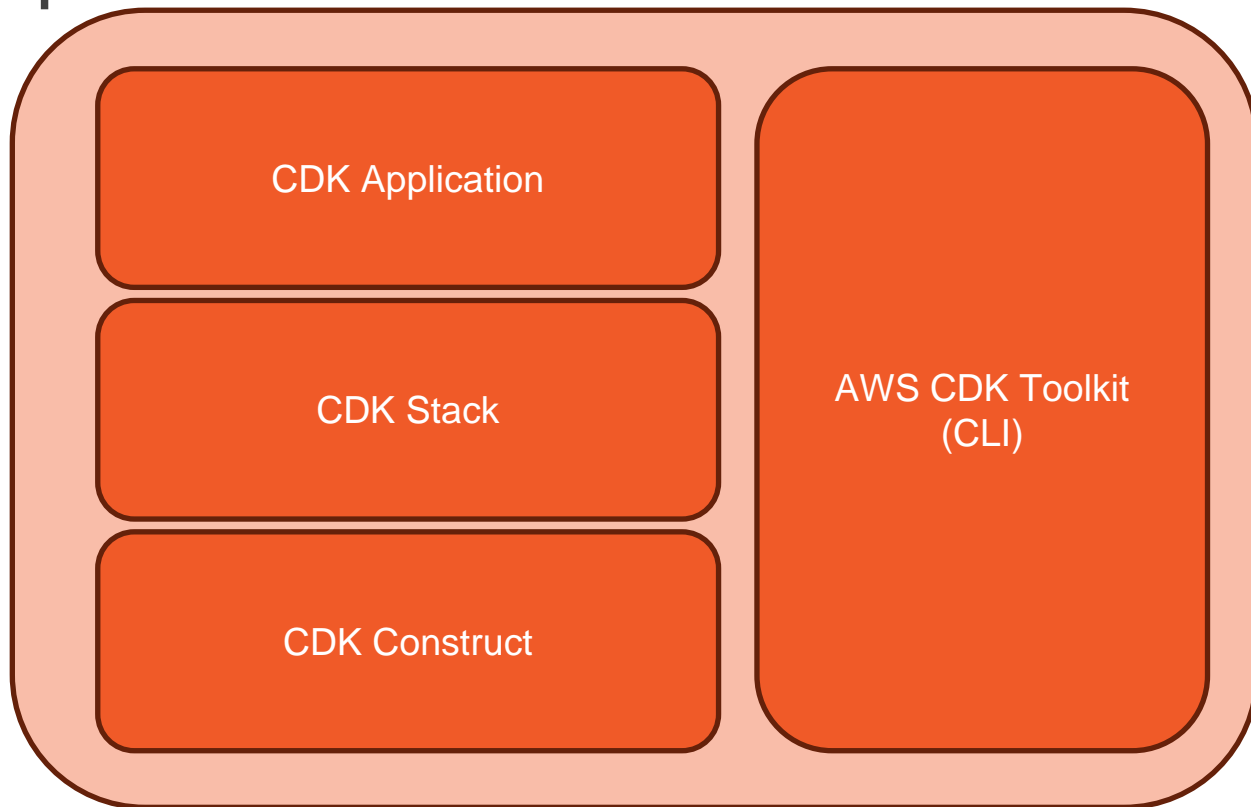 CDK Application
CDK Stack
CDK Construct
AWS CDK Toolkit
(CLI)